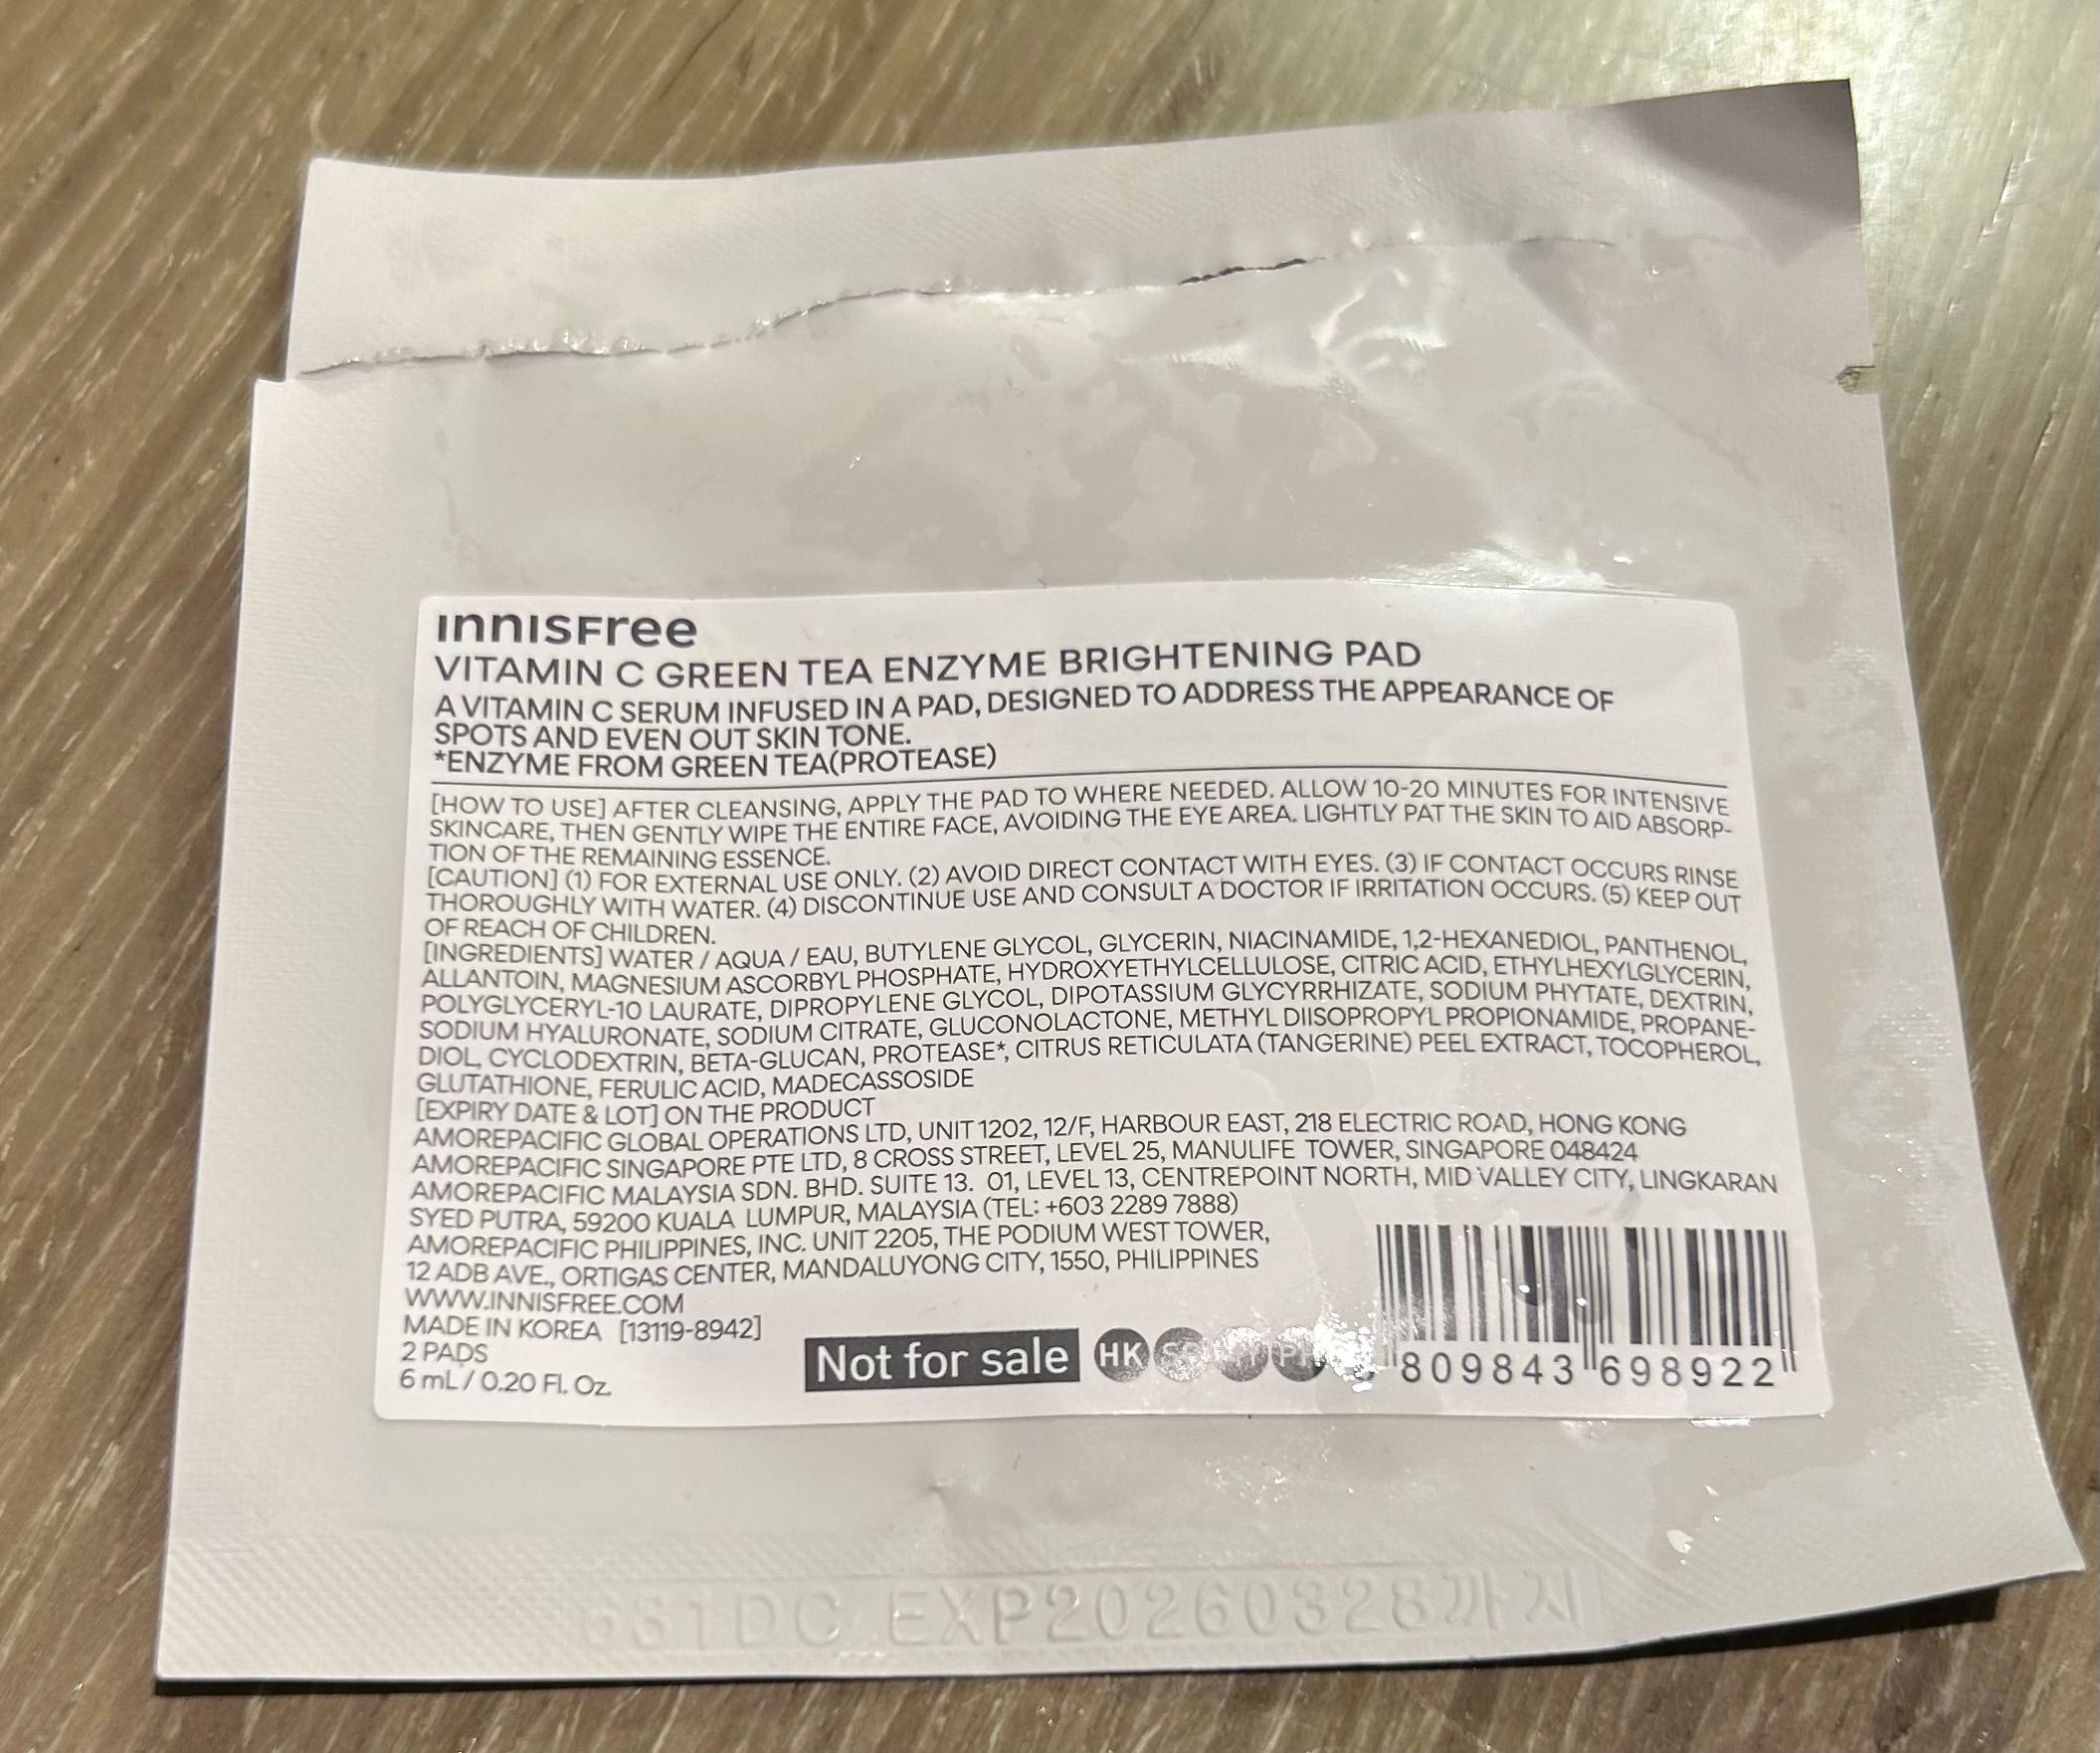 innisfree
VITAMIN C GREEN TEA ENZYME BRIGHTENING PAD
A VITAMIN C SERUM INFUSED IN A PAD, DESIGNED TO ADDRESS THE APPEARANCE OF
SPOTS AND EVEN OUT SKIN TONE.
*ENZYME FROM GREEN TEA(PROTEASE)
[HOW TO USE] AFTER CLEANSING, APPLY THE PAD TO WHERE NEEDED. ALLOW 10-20 MINUTES FOR INTENSIVE
SKINCARE, THEN GENTLY WIPE THE ENTIRE FACE, AVOIDING THE EYE AREA. LIGHTLY PAT THE SKIN TO AID ABSORP-
TION OF THE REMAINING ESSENCE.
[CAUTION] (1) FOR EXTERNAL USE ONLY. (2) AVOID DIRECT CONTACT WITH EYES. (3) IF CONTACT OCCURS RINSE
THOROUGHLY WITH WATER. (4) DISCONTINUE USE AND CONSULT A DOCTOR IF IRRITATION OCCURS. (5) KEEP OUT
OF REACH OF CHILDREN.
[INGREDIENTS] WATER / AQUA / EAU, BUTYLENE GLYCOL, GLYCERIN, NIACINAMIDE, 1,2-HEXANEDIOL, PANTHENOL,
ALLANTOIN, MAGNESIUM ASCORBYL PHOSPHATE, HYDROXYETHYLCELLULOSE, CITRIC ACID, ETHYLHEXYLGLYCERIN,
POLYGLYCERYL-10 LAURATE, DIPROPYLENE GLYCOL, DIPOTASSIUM GLYCYRRHIZATE, SODIUM PHYTATE, DEXTRIN,
SODIUM HYALURONATE, SODIUM CITRATE, GLUCONOLACTONE, METHYL DIISOPROPYL PROPIONAMIDE, PROPANE-
DIOL, CYCLODEXTRIN, BETA-GLUCAN, PROTEASE*, CITRUS RETICULATA (TANGERINE) PEEL EXTRACT, TOCOPHEROL,
GLUTATHIONE, FERULIC ACID, MADECASSOSIDE
[EXPIRY DATE & LOT] ON THE PRODUCT
AMOREPACIFIC GLOBAL OPERATIONS LTD, UNIT 1202, 12/F, HARBOUR EAST, 218 ELECTRIC ROAD, HONG KONG
AMOREPACIFIC SINGAPORE PTE LTD, 8 CROSS STREET, LEVEL 25, MANULIFE TOWER, SINGAPORE 048424
AMOREPACIFIC MALAYSIA SDN. BHD. SUITE 13. 01, LEVEL 13, CENTREPOINT NORTH, MID VALLEY CITY, LINGKARAN
SYED PUTRA, 59200 KUALA LUMPUR, MALAYSIA (TEL: +603 2289 7888)
AMOREPACIFIC PHILIPPINES, INC. UNIT 2205, THE PODIUM WEST TOWER,
12 ADB AVE., ORTIGAS CENTER, MANDALUYONG CITY, 1550, PHILIPPINES
WWW.INNISFREE.COM
MADE IN KOREA [13119-8942]
2 PADS
6 mL / 0.20 Fl. Oz.
Not for sale HK
809843 698922
EXP20260328까지